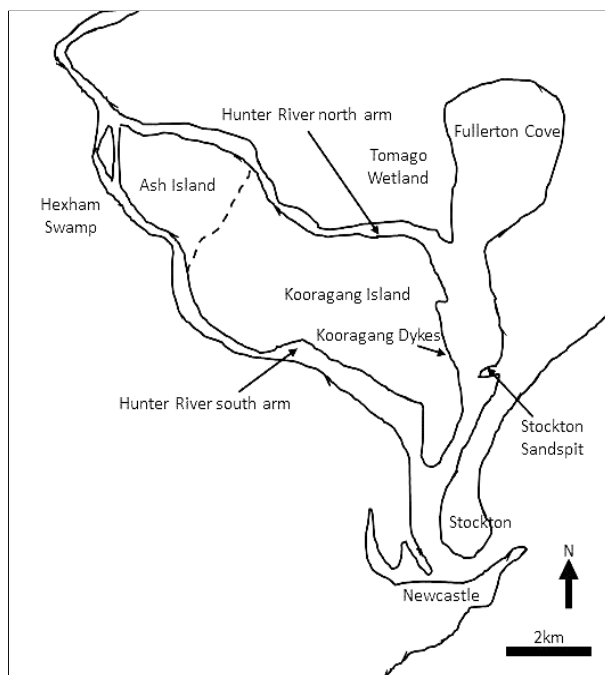 Hunter River north arm
Fullerton Cove
Tomago
Wetland
Ash Island
Hexham
Swamp
Kooragang Island
Kooragang Dykes
Hunter River south arm
Stockton
Sandspit
Stockton
N
Newcastle
2km